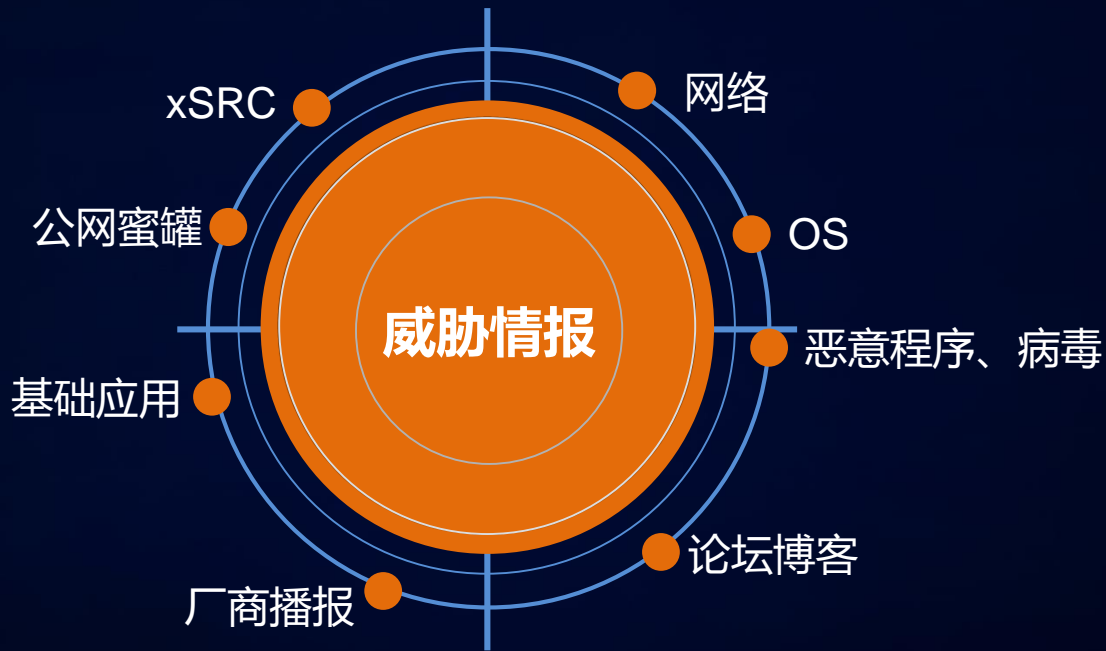 xSRC
网络
公网蜜罐
OS
威胁情报
恶意程序、病毒
基础应用
论坛博客
厂商播报